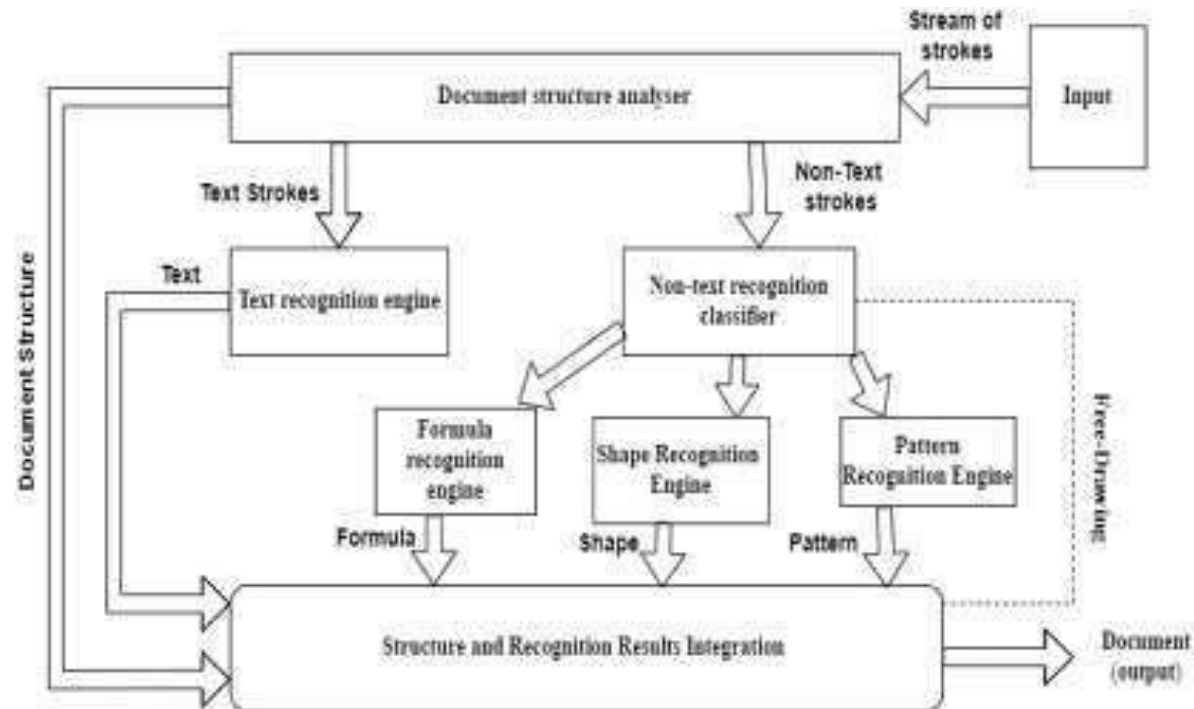 Stream of
strokes
Input
Document structure analyser
Text Strokes
Non-Text
strokes
Document Structure
Text
Text recognition engine
Non-text recognition
classifier
Free-Drawing
Formula
recognition
engine
Shape Recognition
Engine
Pattern
Recognition Engine
Formula
Shape
Pattern
Structure and Recognition Results Integration
Document
(output)